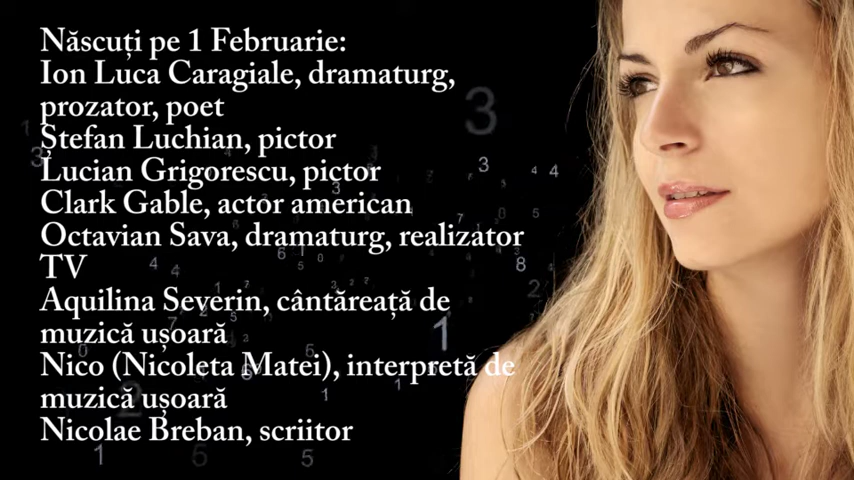 Născuți pe 1 Februarie:
Ion Luca Caragiale, dramaturg,
prozator, poet
Ștefan Luchian, pictor
Lucian Grigorescu, pictor
Clark Gable, actor american
Octavian Sava, dramaturg, realizator
TV
Aquilina Severin, cântăreață de
muzică ușoară
Nico (Nicoleta Matei), interpretă de
muzică ușoară
Nicolae Breban, scriitor